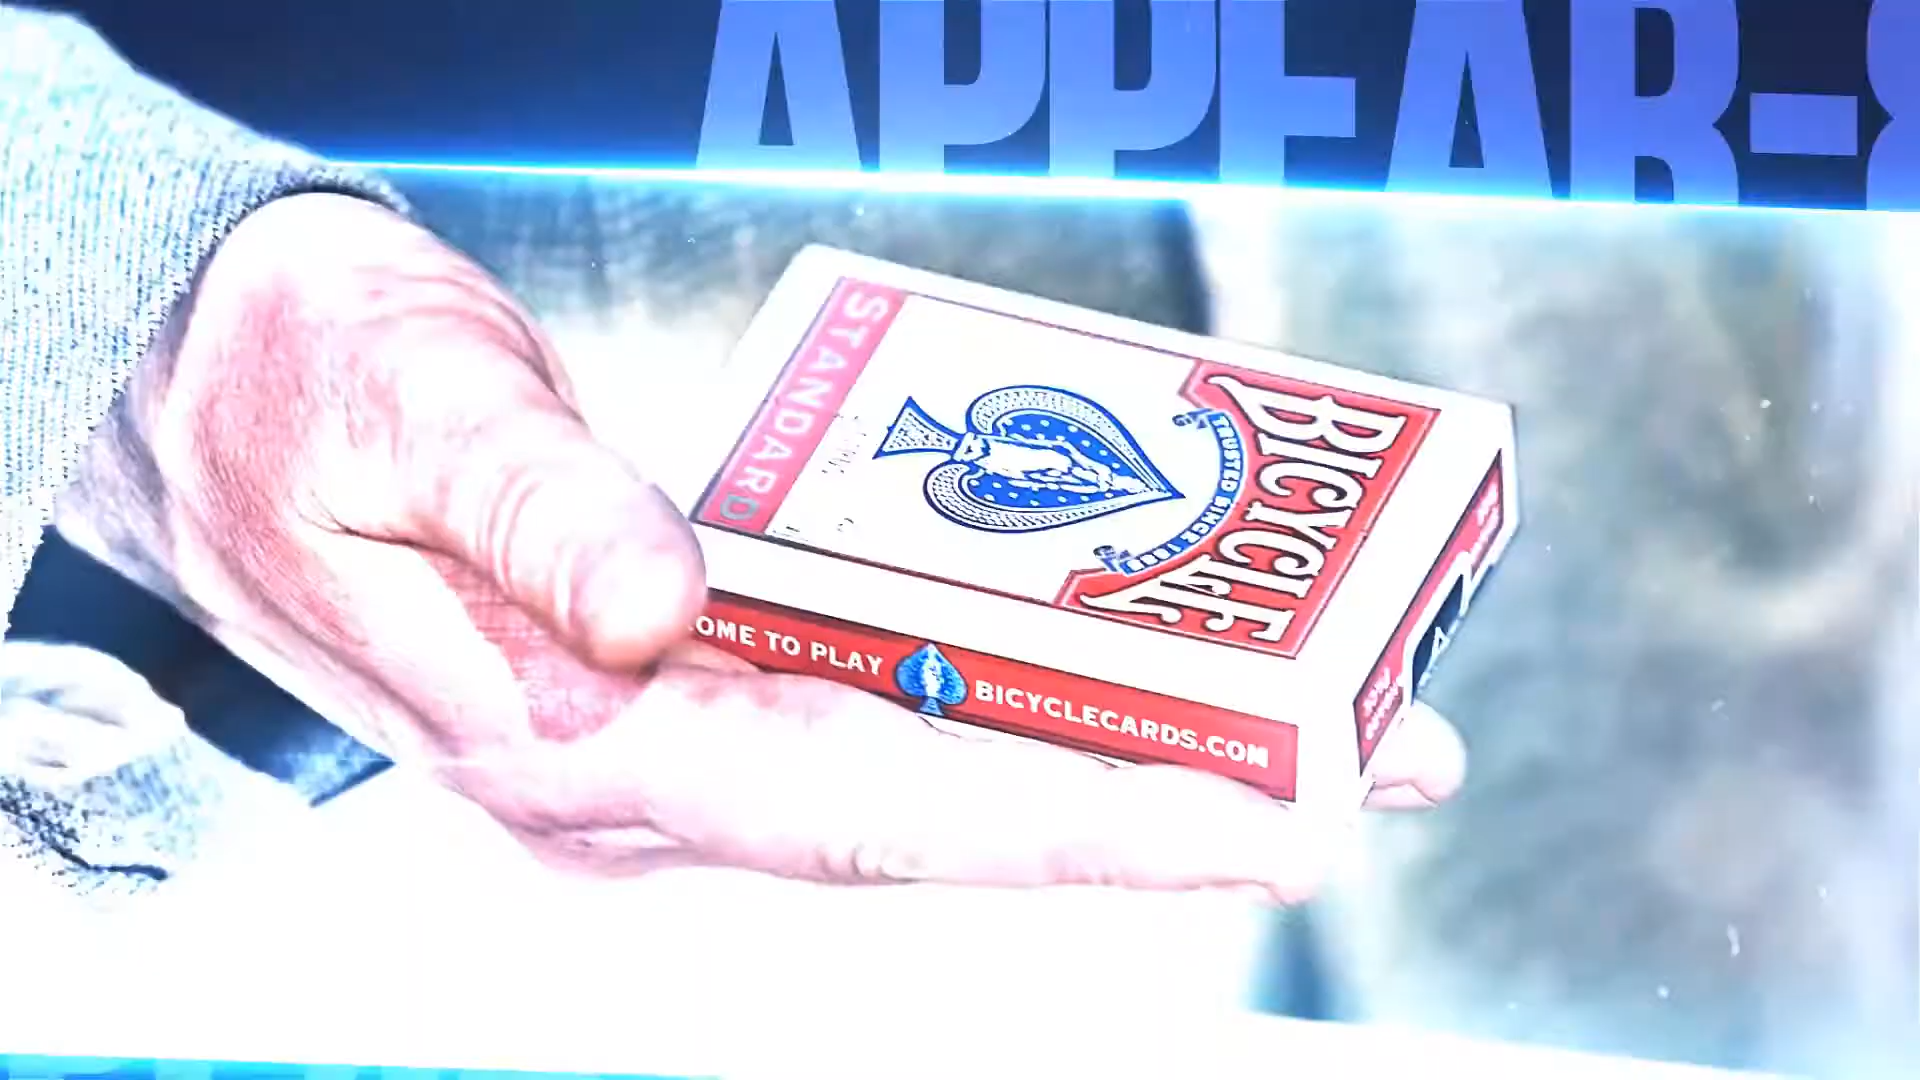 APPEAR-
STANDARD
BICYCLE
TRUSTED SINCE 1885
OME TO PLAY
BICYCLECARDS.COM